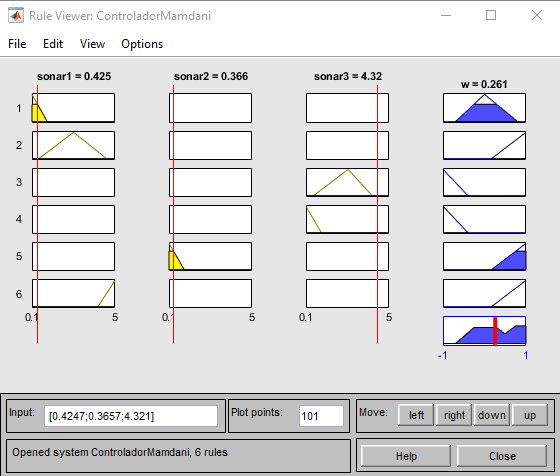 Rule Viewer: ControladorMamdani
File Edit View Options
sonar1 = 0.425 sonar2 = 0.366 sonar3 = 4.32 w = 0.261
1
2
3
4
5
6
0.1 5 0.1 5 0.1 5
-1 1
Input: [0.4247;0.3657;4.321] Plot points: 101 Move: left right down up
Opened system ControladorMamdani, 6 rules Help Close